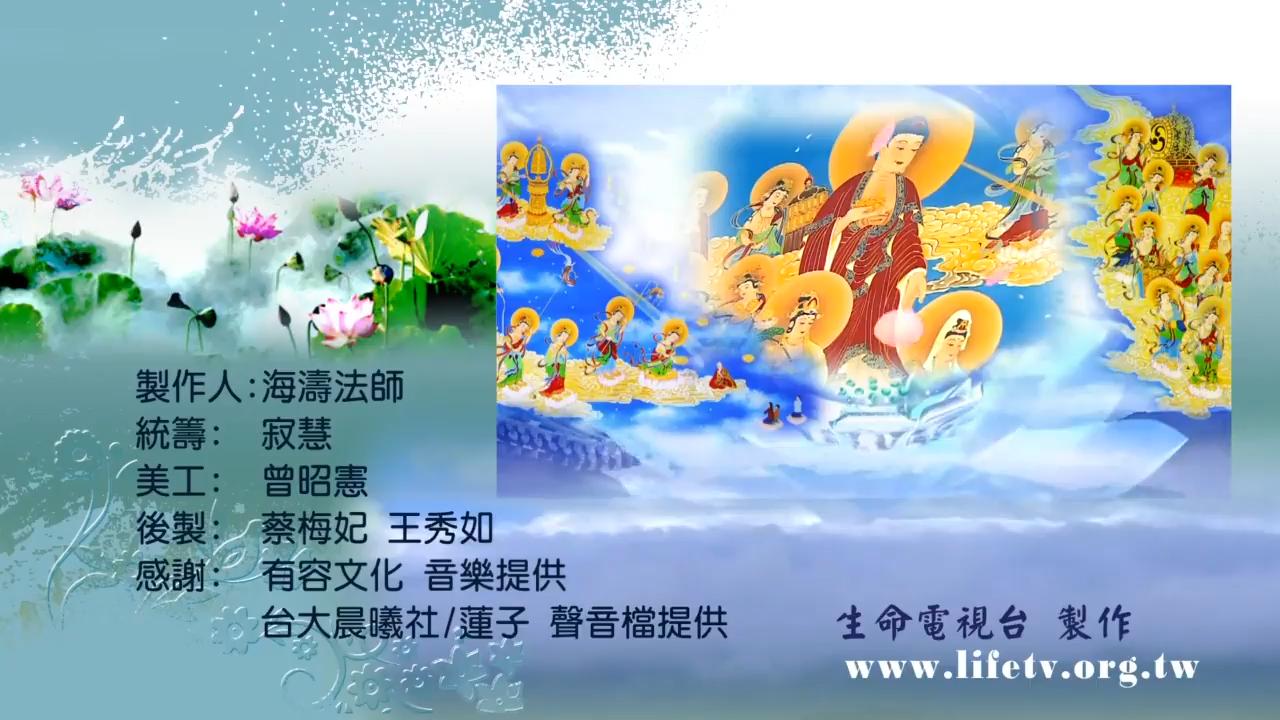 製作人:海濤法師
統籌: 寂慧
美工: 曾昭憲
後製: 蔡梅妃 王秀如
感謝: 有容文化 音樂提供
台大晨曦社/蓮子 聲音檔提供
生命電視台 製作
www.lifetv.org.tw